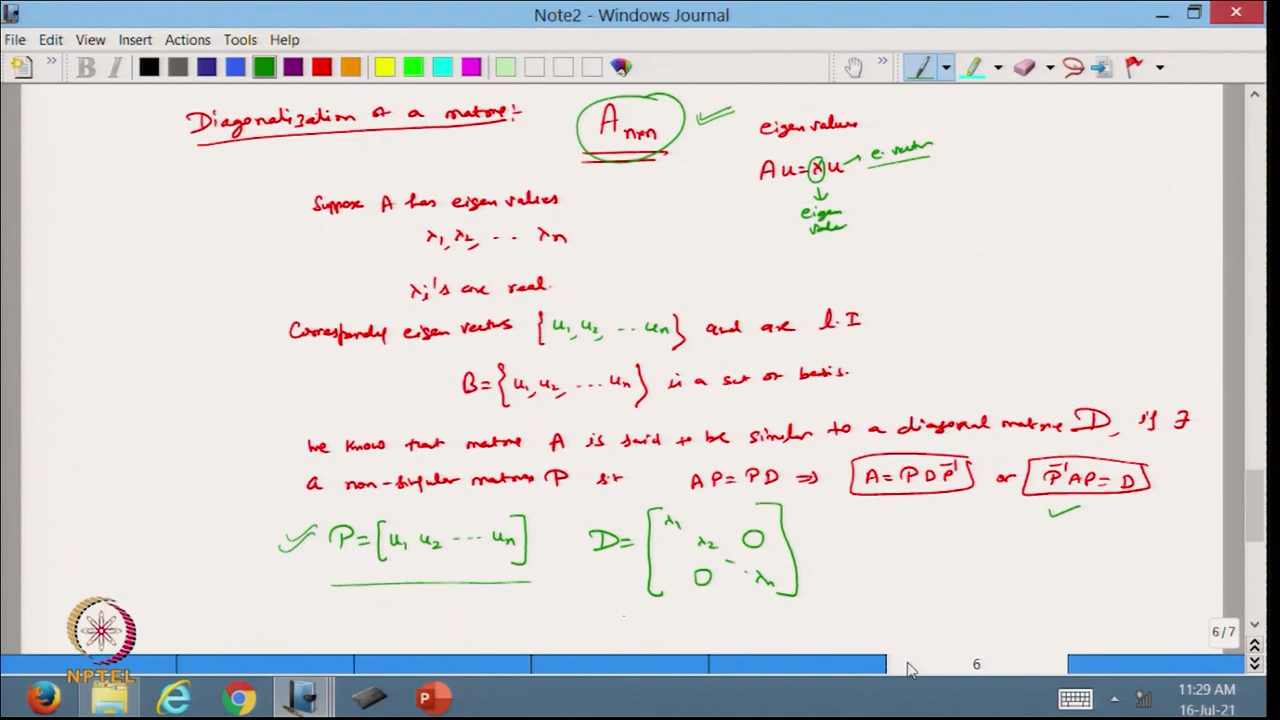 Note2 - Windows Journal
File Edit View Insert Actions Tools Help
Diagonalization of a matrix:-
A n×n
eigen values
Au = λu → e. vector
eigen
value
Suppose A has eigen values
λ1, λ2, ... λn
λi's are real.
Correspondy eigen vectors {u1, u2, ... un} and are l.I
B = {u1, u2, ... un} is a set of basis.
We know that matrix A is said to be similar to a diagonal matrix D, if ∃
a non-singular matrix P s.t AP = PD ⇒ A = PDP⁻¹ or P⁻¹AP = D
P = [u1 u2 ... un] D = [λ1 λ2 0 0 ... λn]
NPTEL
6/7
6
11:29 AM
16-Jul-21